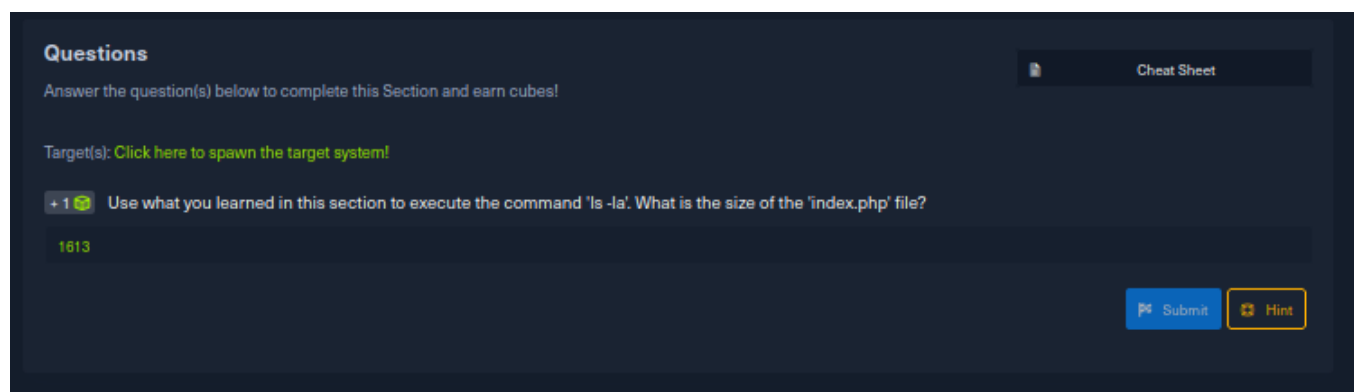 Questions
Cheat Sheet
Answer the question(s) below to complete this Section and earn cubes!
Target(s): Click here to spawn the target system!
+ 1 Use what you learned in this section to execute the command 'ls -la'. What is the size of the 'index.php' file?
1613
Submit
Hint